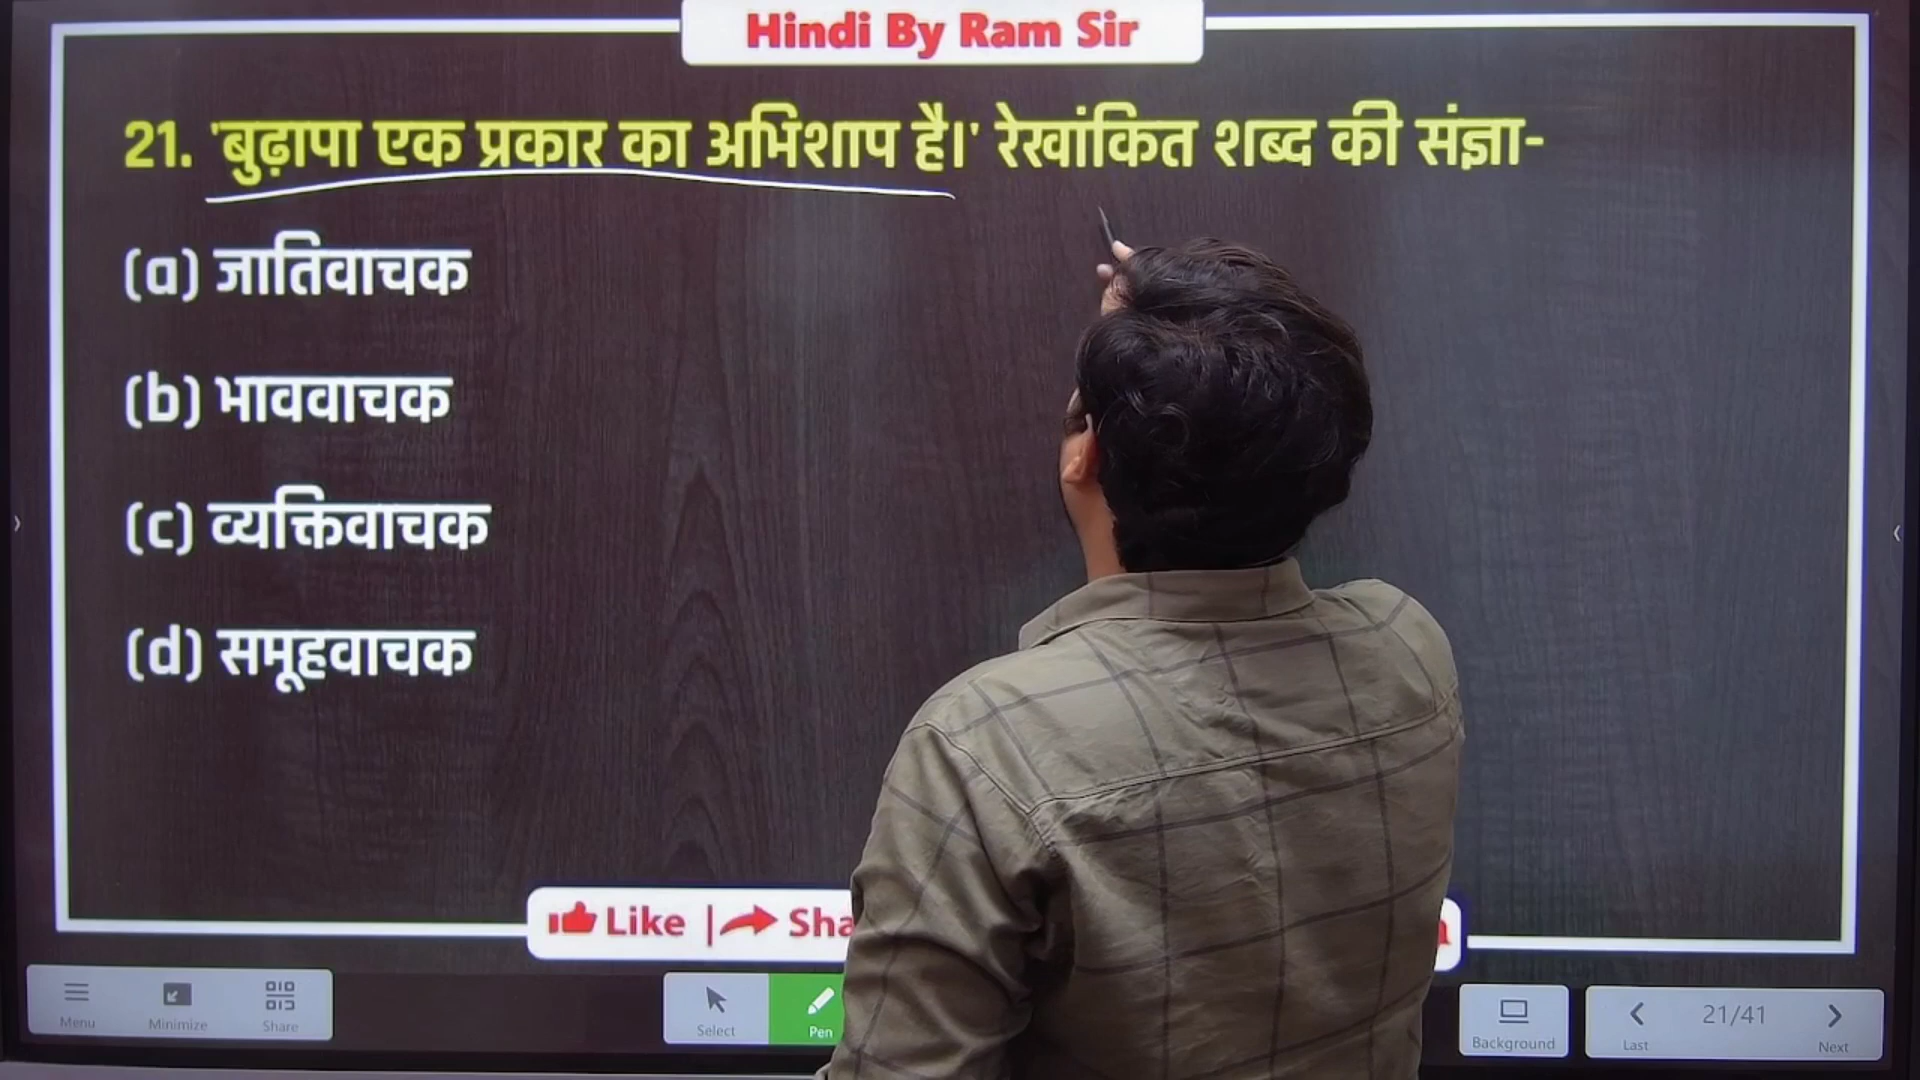 Hindi By Ram Sir
21. 'बुढ़ापा एक प्रकार का अभिशाप है।' रेखांकित शब्द की संज्ञा-
(a) जातिवाचक
(b) भाववाचक
(c) व्यक्तिवाचक
(d) समूहवाचक
Like | Sha
Menu Minimize Share Select Pen Background Last 21/41 Next